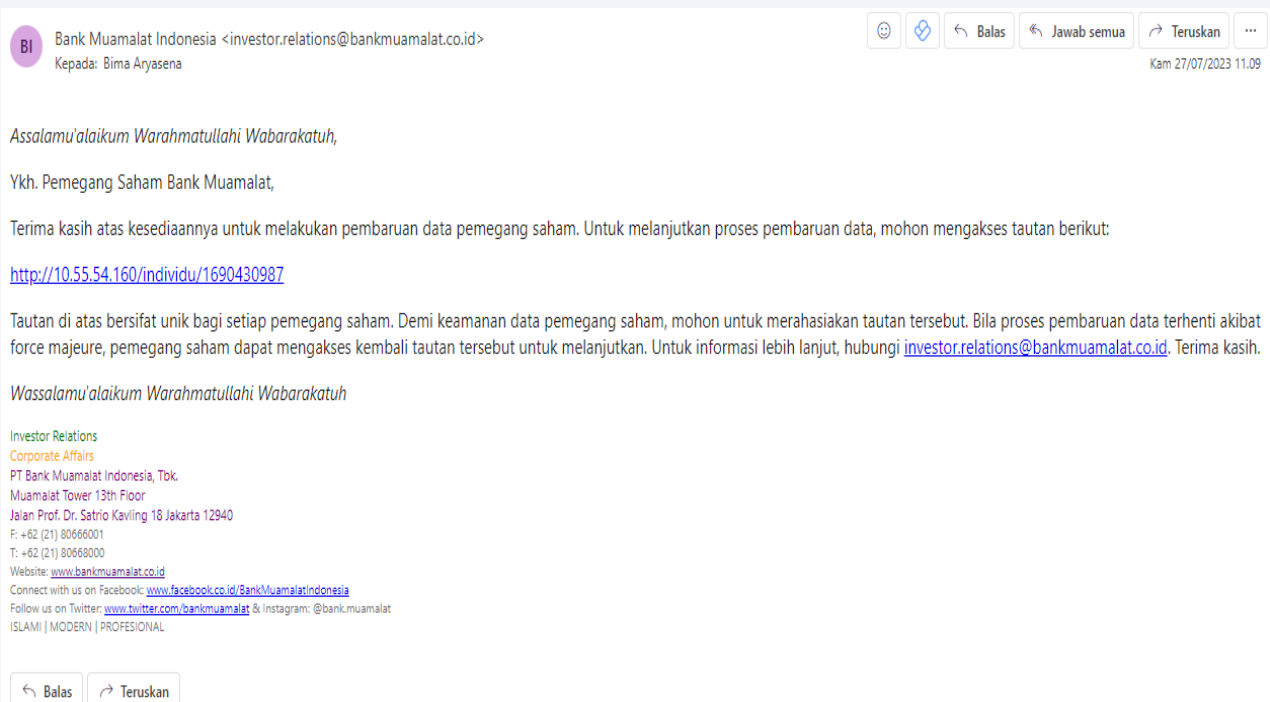 BI
Bank Muamalat Indonesia <investor.relations@bankmuamalat.co.id>
Kepada: Bima Aryasena
Balas
Jawab semua
Teruskan
...
Kam 27/07/2023 11.09
Assalamu'alaikum Warahmatullahi Wabarakatuh,
Ykh. Pemegang Saham Bank Muamalat,
Terima kasih atas kesediaannya untuk melakukan pembaruan data pemegang saham. Untuk melanjutkan proses pembaruan data, mohon mengakses tautan berikut:
http://10.55.54.160/individu/1690430987
Tautan di atas bersifat unik bagi setiap pemegang saham. Demi keamanan data pemegang saham, mohon untuk merahasiakan tautan tersebut. Bila proses pembaruan data terhenti akibat
force majeure, pemegang saham dapat mengakses kembali tautan tersebut untuk melanjutkan. Untuk informasi lebih lanjut, hubungi investor.relations@bankmuamalat.co.id. Terima kasih.
Wassalamu'alaikum Warahmatullahi Wabarakatuh
Investor Relations
Corporate Affairs
PT Bank Muamalat Indonesia, Tbk.
Muamalat Tower 13th Floor
Jalan Prof. Dr. Satrio Kavling 18 Jakarta 12940
F: +62 (21) 80666001
T: +62 (21) 80668000
Website: www.bankmuamalat.co.id
Connect with us on Facebook: www.facebook.co.id/BankMuamalatIndonesia
Follow us on Twitter: www.twitter.com/bankmuamalat & Instagram: @bank.muamalat
ISLAMI | MODERN | PROFESIONAL
Balas
Teruskan